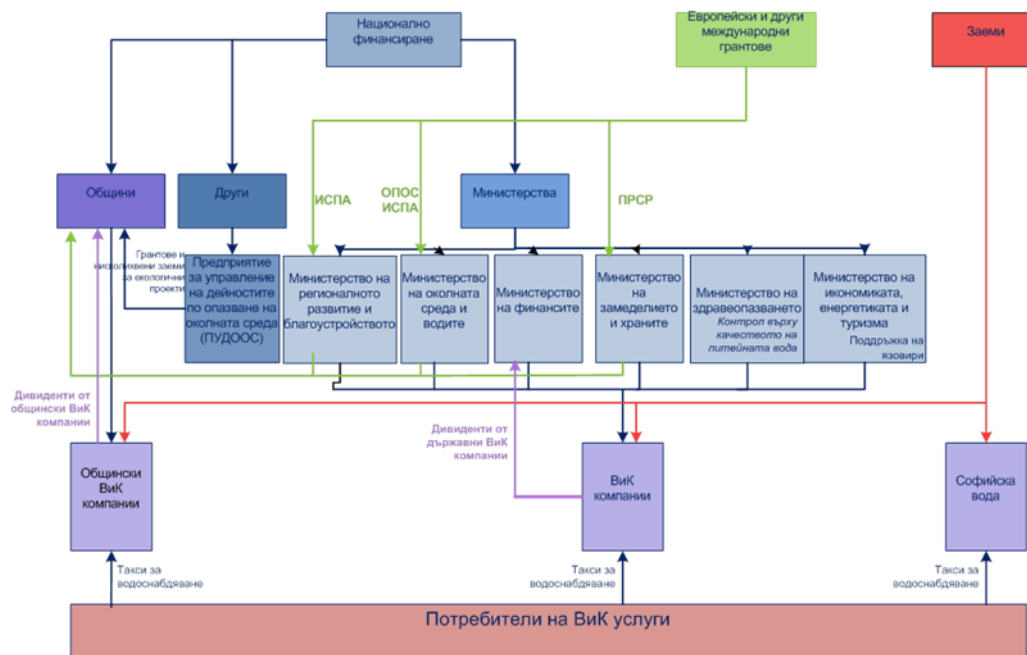 Национално
финансиране
Европейски и други
международни
грантове
Заеми
Общини
Други
ИСПА
ОПОС
ИСПА
Министерства
ПРСР
Грантове и
нисколихвени заеми
за екологични
проекти
Предприятие
за управление
на дейностите
по опазване на
околната среда
(ПУДООС)
Министерство на
регионалното
развитие и
благоустройството
Министерство
на околната
среда и
водите
Министерство
на финансите
Министерство
на
замеделието и
храните
Министерство на
здравеопазването
Контрол върху
качеството на
питейната вода
Министерство на
икономиката,
енергетиката и
туризма
Поддръжка на
язовири
Дивиденти от
общински ВиК
компании
Дивиденти от
държавни ВиК
компании
Общински
ВиК
компании
ВиК
компании
Софийска
вода
Такси за
водоснабдяване
Такси за
водоснабдяване
Такси за
водоснабдяване
Потребители на ВиК услуги